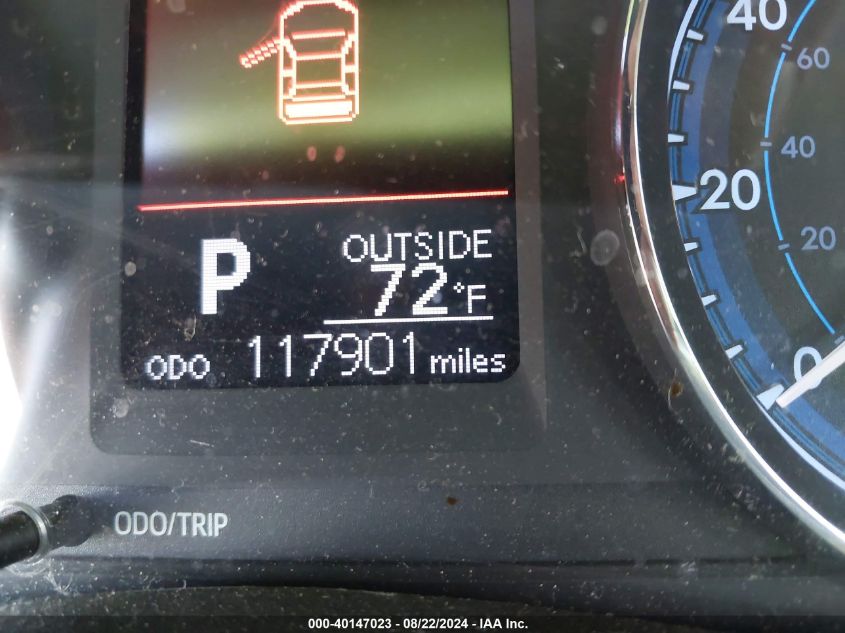 40
60
40
20
20
0
P
OUTSIDE
72°F
ODO 117901 miles
ODO/TRIP
000-40147023 - 08/22/2024 - IAA Inc.